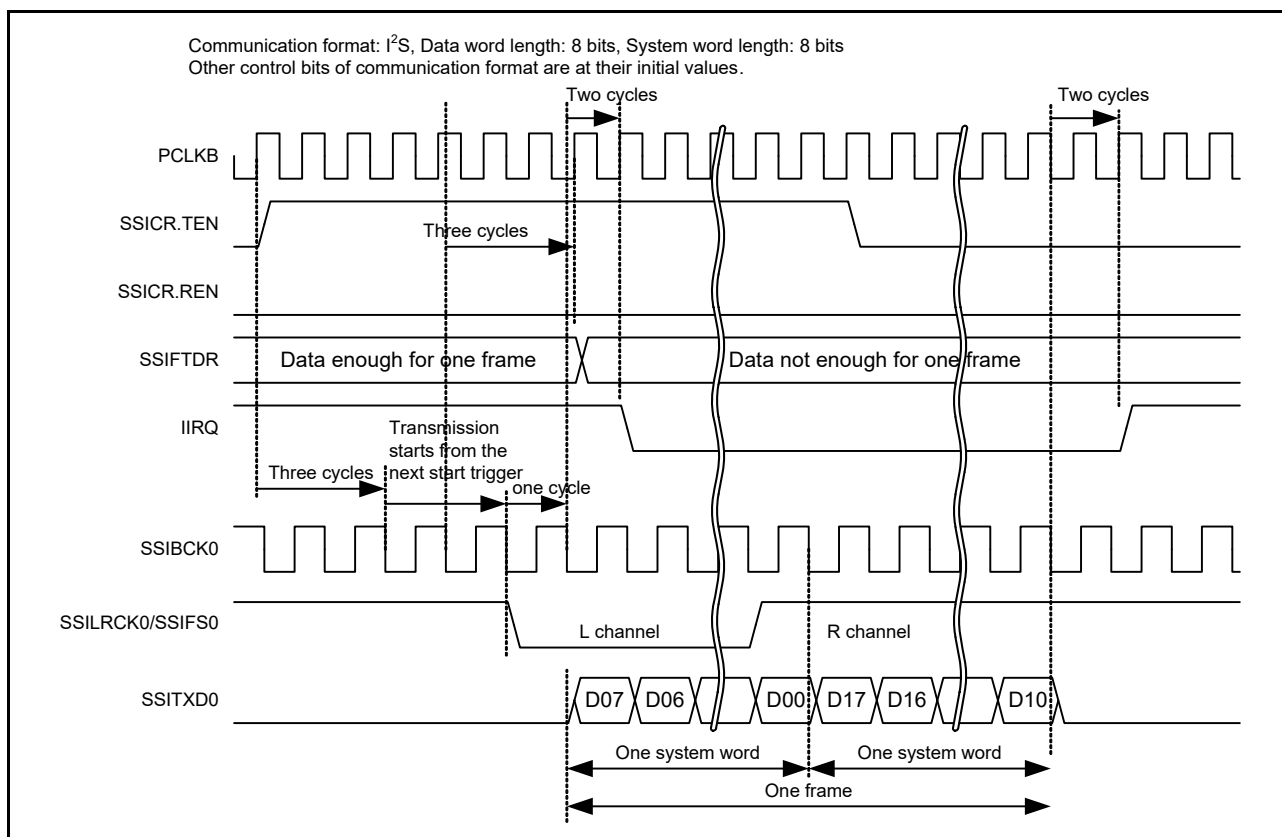 Communication format: I²S, Data word length: 8 bits, System word length: 8 bits
Other control bits of communication format are at their initial values.
Two cycles
Two cycles
PCLKB
SSICR.TEN
Three cycles
SSICR.REN
SSIFTDR
Data enough for one frame
Data not enough for one frame
IIRQ
Transmission
starts from the
next start trigger
Three cycles
one cycle
SSIBCK0
SSILRCK0/SSIFS0
L channel
R channel
SSITXD0
D07
D06
D00
D17
D16
D10
One system word
One system word
One frame